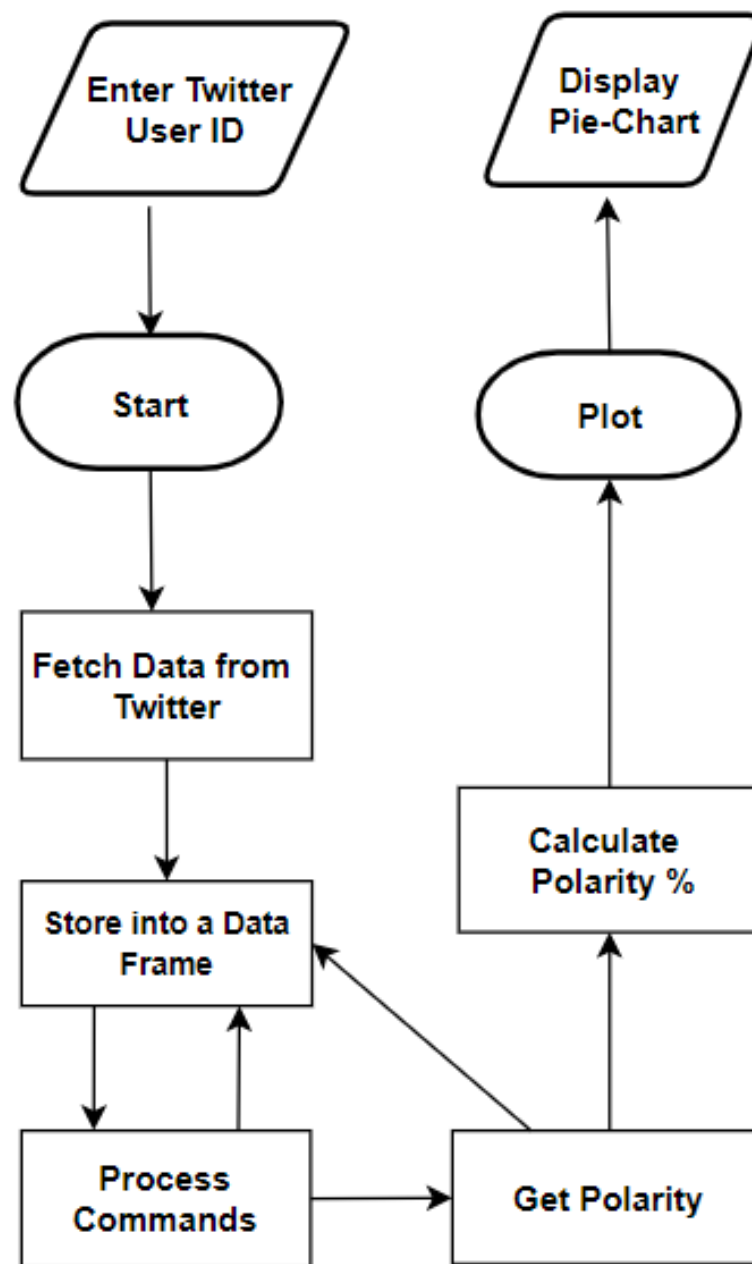 Enter Twitter
User ID
Start
Fetch Data from
Twitter
Store into a Data
Frame
Process
Commands
Get Polarity
Calculate
Polarity %
Plot
Display
Pie-Chart